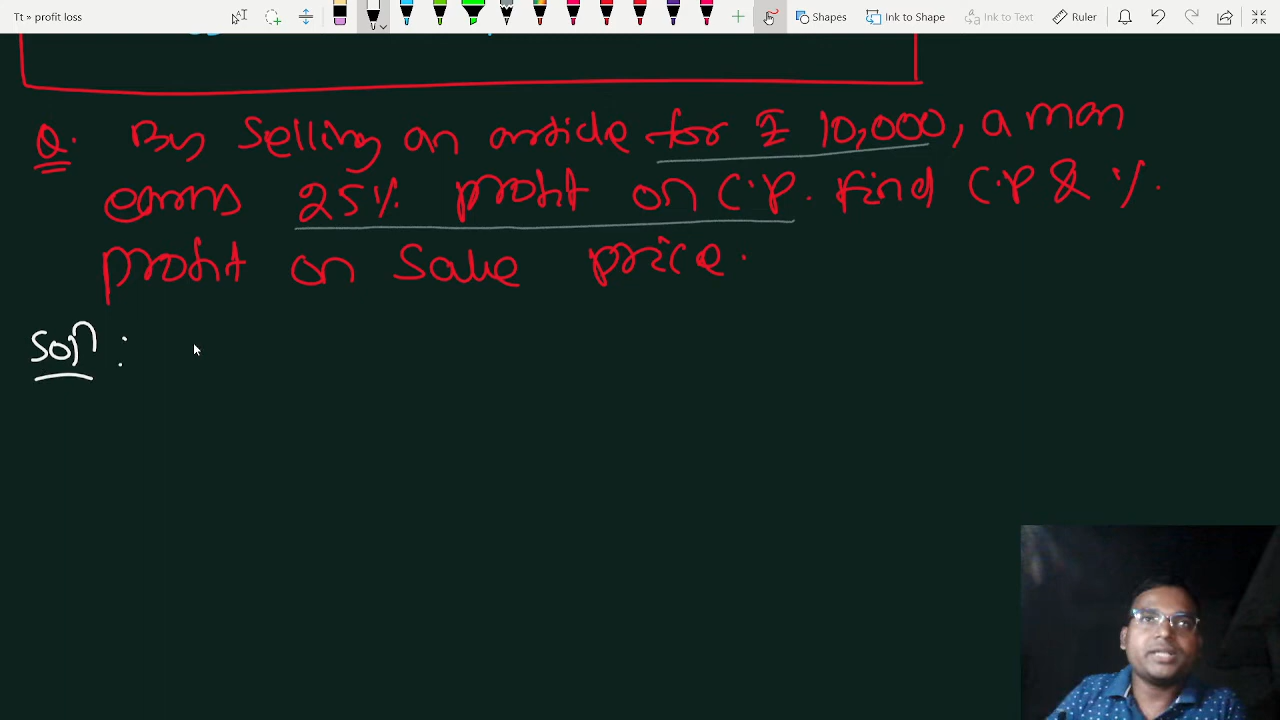 Tt » profit loss
Shapes
Ink to Shape
Ink to Text
Ruler
Q. By Selling an article for ₹ 10,000, a man
earns 25% profit on C.P. Find C.P & %
profit on Sale price.
Soln :